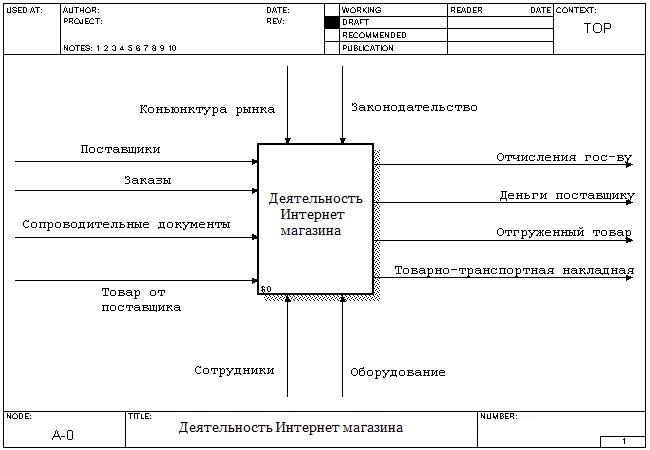 USED AT:
AUTHOR:
PROJECT:
NOTES: 1 2 3 4 5 6 7 8 9 10
DATE:
REV:
WORKING
DRAFT
RECOMMENDED
PUBLICATION
READER
DATE
CONTEXT:
TOP
Коньюнктура рынка
Законодательство
Поставщики
Заказы
Сопроводительные документы
Товар от
поставщика
Деятельность
Интернет
магазина
$0
Отчисления гос-ву
Деньги поставщику
Отгруженный товар
Товарно-транспортная накладная
Сотрудники
Оборудование
NODE:
A-0
TITLE:
Деятельность Интернет магазина
NUMBER:
1